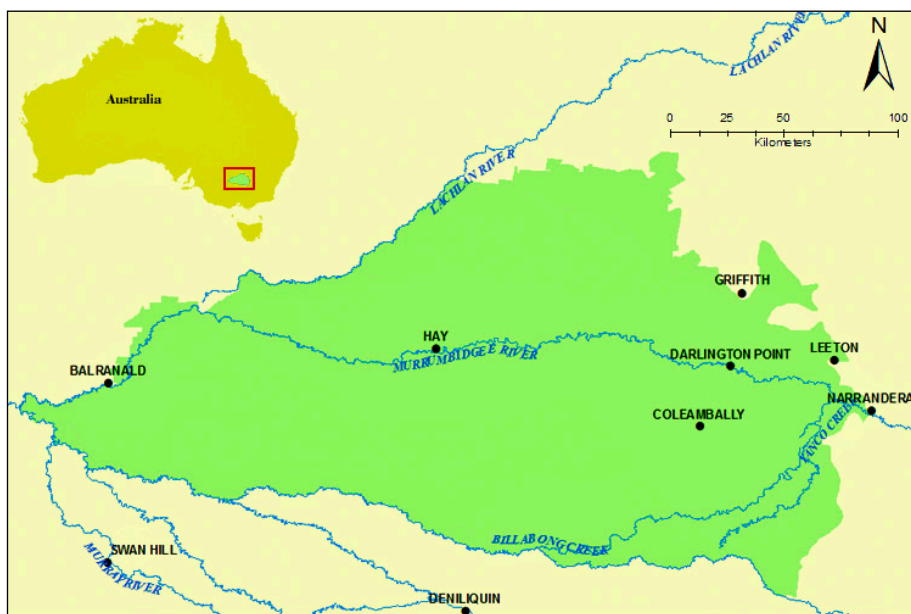 Australia
LACHLAN RIVER
N
0 25 50 100
Kilometers
LACHLAN RIVER
GRIFFITH
HAY
MURRUMBIDGEE RIVER
DARLINGTON POINT
LEETON
BALRANALD
NARRANDERA
COLEAMBALLY
YANCO CREEK
BILLABONG CREEK
SWAN HILL
MURRAY RIVER
DENILIQUIN